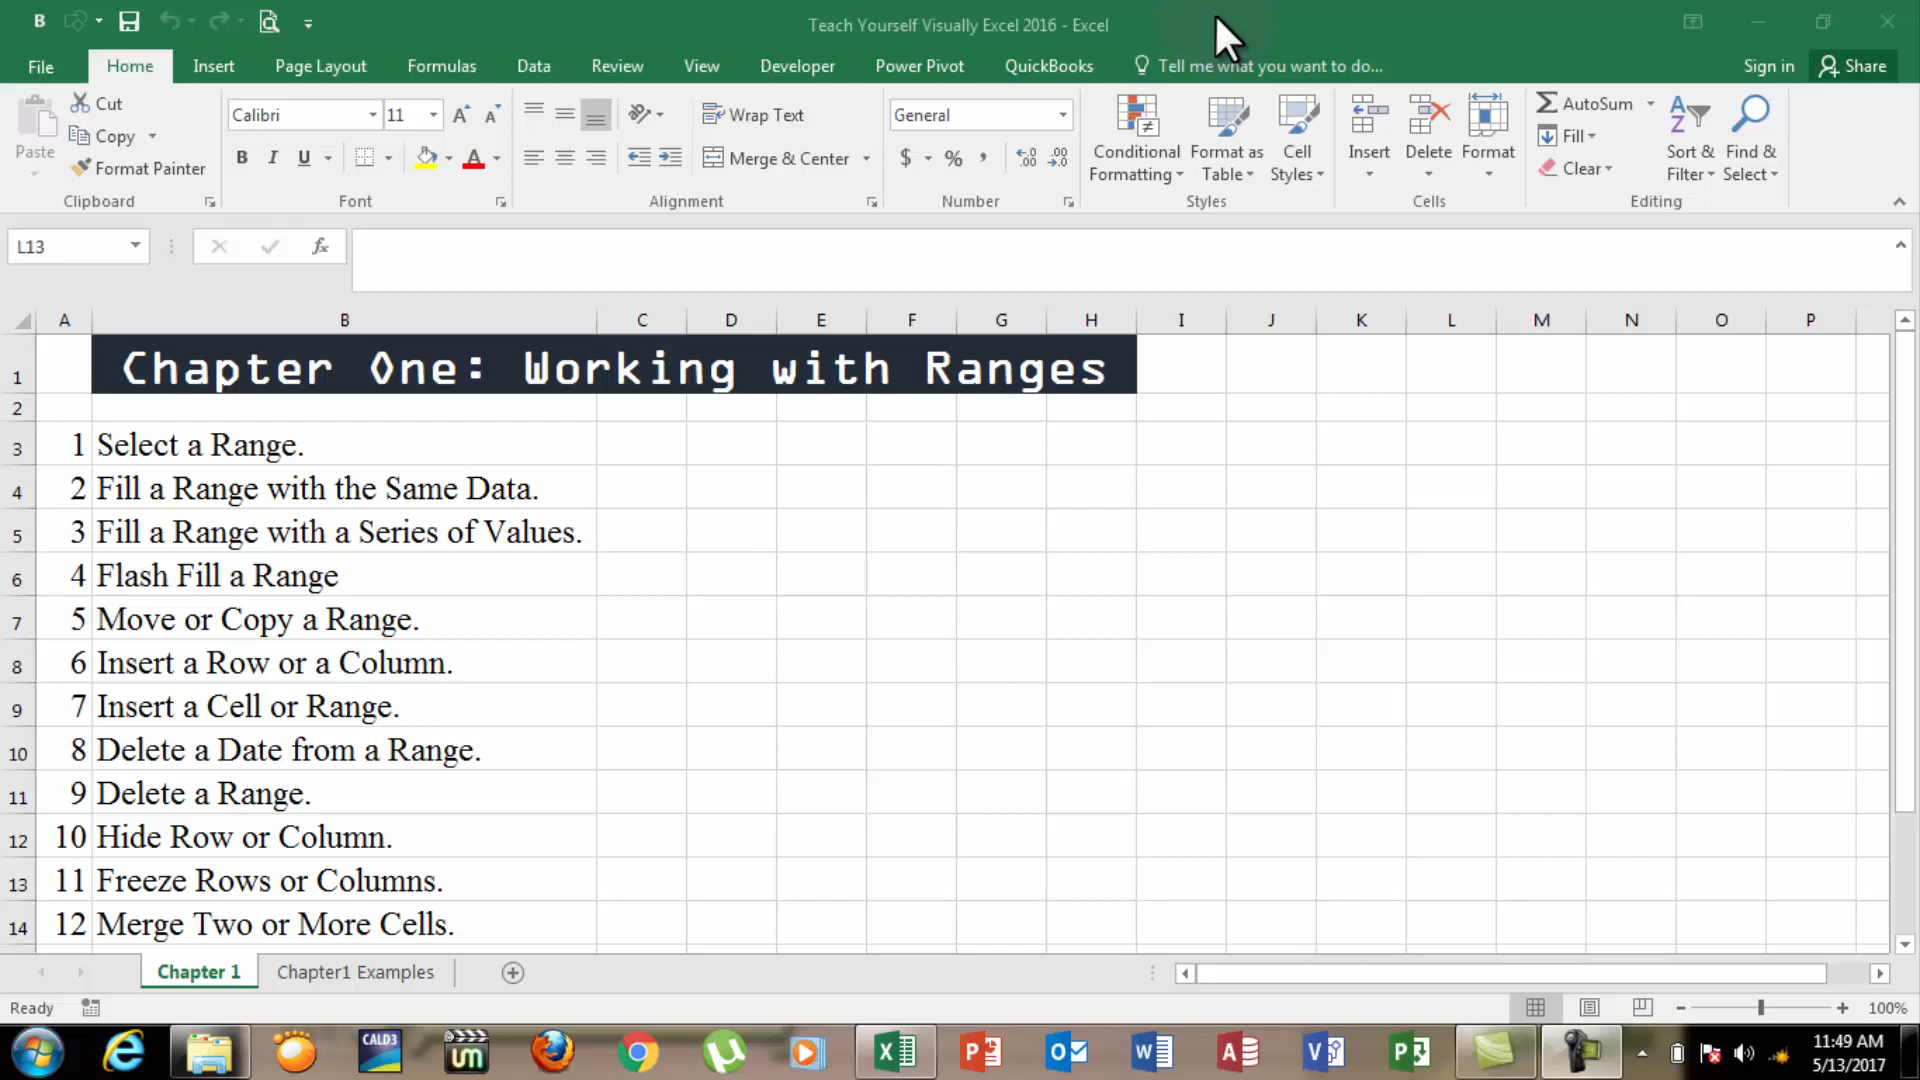 B
Teach Yourself Visually Excel 2016 - Excel
File Home Insert Page Layout Formulas Data Review View Developer Power Pivot QuickBooks Tell me what you want to do... Sign in Share
Paste
Cut
Copy
Format Painter
Clipboard
Calibri 11
B I U A
Font
Wrap Text
Merge & Center
Alignment
General
$ % ,
Number
Conditional Formatting
Format as Table
Cell Styles
Styles
Insert Delete Format
Cells
AutoSum
Fill
Clear
Sort & Filter
Find & Select
Editing
L13 fx
A B C D E F G H I J K L M N O P
1 Chapter One: Working with Ranges
2
3 1 Select a Range.
4 2 Fill a Range with the Same Data.
5 3 Fill a Range with a Series of Values.
6 4 Flash Fill a Range
7 5 Move or Copy a Range.
8 6 Insert a Row or a Column.
9 7 Insert a Cell or Range.
10 8 Delete a Date from a Range.
11 9 Delete a Range.
12 10 Hide Row or Column.
13 11 Freeze Rows or Columns.
14 12 Merge Two or More Cells.
Chapter 1 Chapter1 Examples
Ready 100%
CALD3 um 11:49 AM
5/13/2017